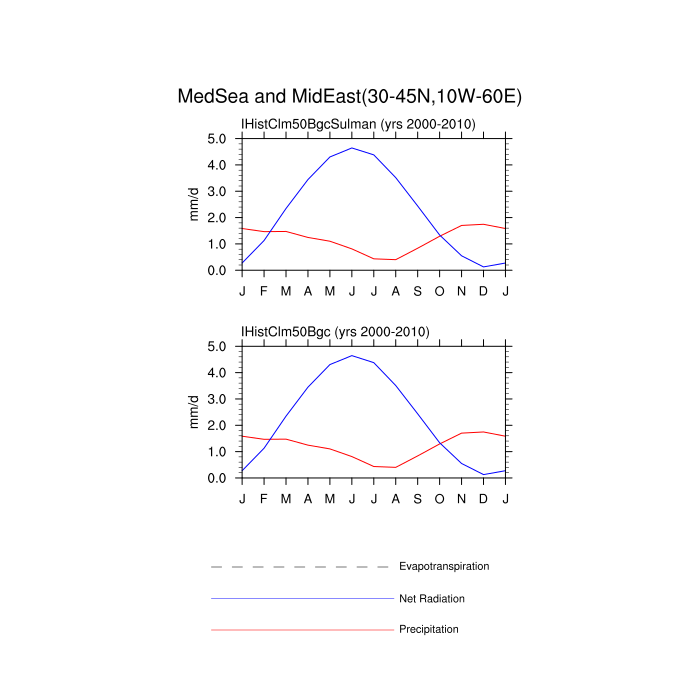 MedSea and MidEast(30-45N,10W-60E)
IHistClm50BgcSulman (yrs 2000-2010)
5.0
4.0
3.0
2.0
1.0
0.0
mm/d
J F M A M J J A S O N D J
IHistClm50Bgc (yrs 2000-2010)
5.0
4.0
3.0
2.0
1.0
0.0
mm/d
J F M A M J J A S O N D J
Evapotranspiration
Net Radiation
Precipitation